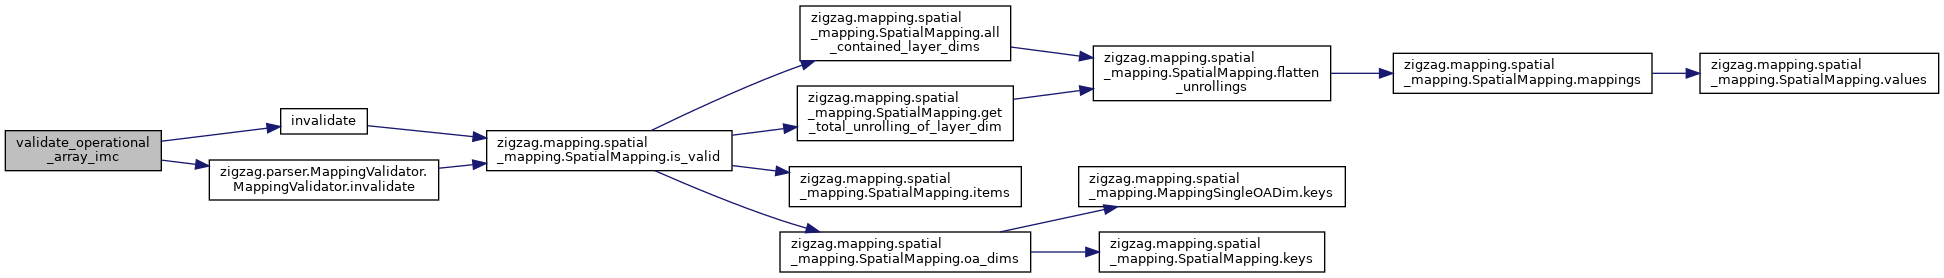 validate_operational
_array_imc
invalidate
zigzag.parser.MappingValidator.
MappingValidator.invalidate
zigzag.mapping.spatial
_mapping.SpatialMapping.is_valid
zigzag.mapping.spatial
_mapping.SpatialMapping.all
_contained_layer_dims
zigzag.mapping.spatial
_mapping.SpatialMapping.get
_total_unrolling_of_layer_dim
zigzag.mapping.spatial
_mapping.SpatialMapping.items
zigzag.mapping.spatial
_mapping.SpatialMapping.oa_dims
zigzag.mapping.spatial
_mapping.SpatialMapping.flatten
_unrollings
zigzag.mapping.spatial
_mapping.MappingSingleOADim.keys
zigzag.mapping.spatial
_mapping.SpatialMapping.keys
zigzag.mapping.spatial
_mapping.SpatialMapping.mappings
zigzag.mapping.spatial
_mapping.SpatialMapping.values